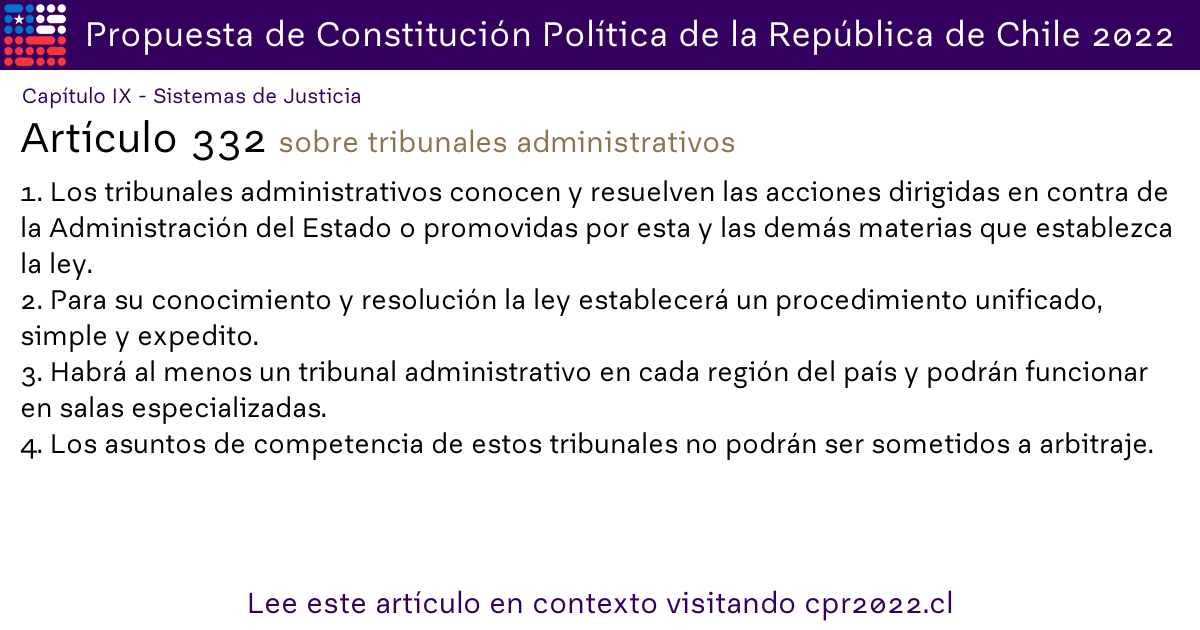 Propuesta de Constitución Política de la República de Chile 2022
Capítulo IX - Sistemas de Justicia
Artículo 332 sobre tribunales administrativos
1. Los tribunales administrativos conocen y resuelven las acciones dirigidas en contra de
la Administración del Estado o promovidas por esta y las demás materias que establezca
la ley.
2. Para su conocimiento y resolución la ley establecerá un procedimiento unificado,
simple y expedito.
3. Habrá al menos un tribunal administrativo en cada región del país y podrán funcionar
en salas especializadas.
4. Los asuntos de competencia de estos tribunales no podrán ser sometidos a arbitraje.
Lee este artículo en contexto visitando cpr2022.cl